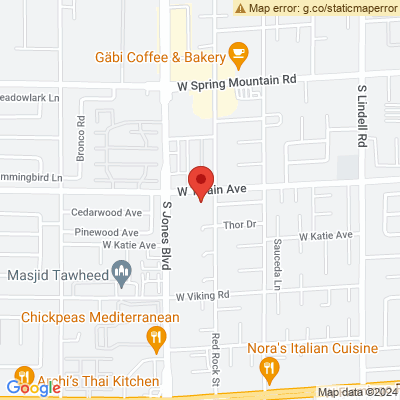 Map error: g.co/staticmaperror
Gäbi Coffee & Bakery
W Spring Mountain Rd
eadowlark Ln
Bronco Rd
S Lindell Rd
mmingbird Ln
W Ave
Cedarwood Ave
Pinewood Ave
W Katie Ave
S Jones Blvd
Thor Dr
W Katie Ave
Sauceda Ln
Masjid Tawheed
W Viking Rd
Chickpeas Mediterranean
Red Rock St
Nora's Italian Cuisine
Archi's Thai Kitchen
Google
Map data ©2024